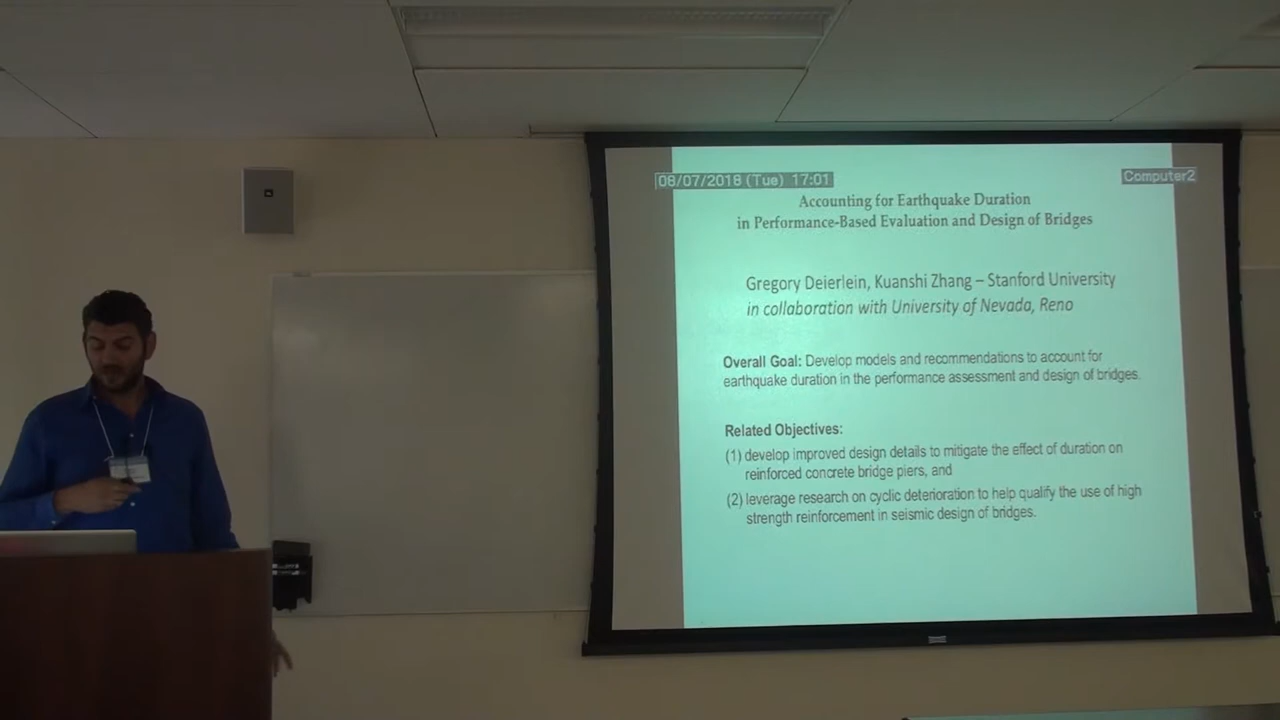 08/07/2018 (Tue) 17:01
Computer2
Accounting for Earthquake Duration
in Performance-Based Evaluation and Design of Bridges
Gregory Deierlein, Kuanshi Zhang – Stanford University
in collaboration with University of Nevada, Reno
Overall Goal: Develop models and recommendations to account for
earthquake duration in the performance assessment and design of bridges.
Related Objectives:
(1) develop improved design details to mitigate the effect of duration on
reinforced concrete bridge piers, and
(2) leverage research on cyclic deterioration to help qualify the use of high
strength reinforcement in seismic design of bridges.